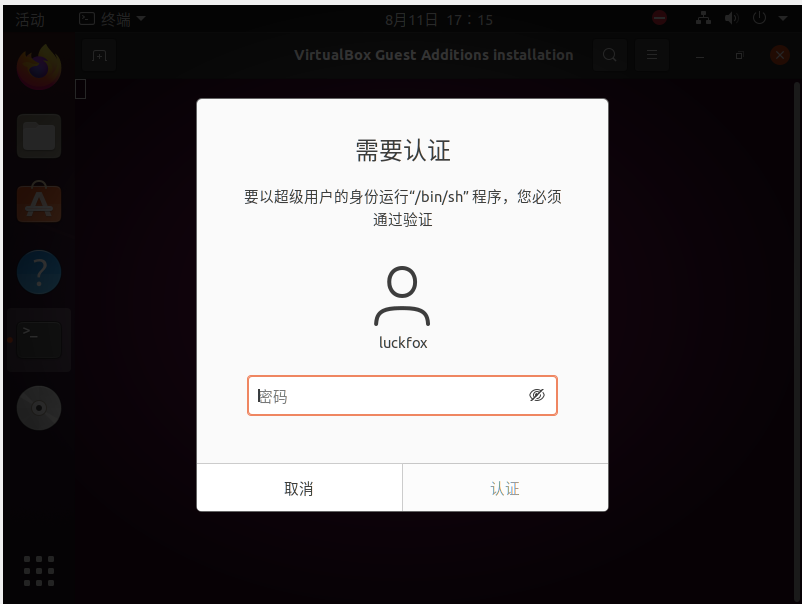 活动
终端
8月11日 17：15
VirtualBox Guest Additions installation
需要认证
要以超级用户的身份运行“/bin/sh” 程序，您必须
通过验证
luckfox
密码
取消
认证